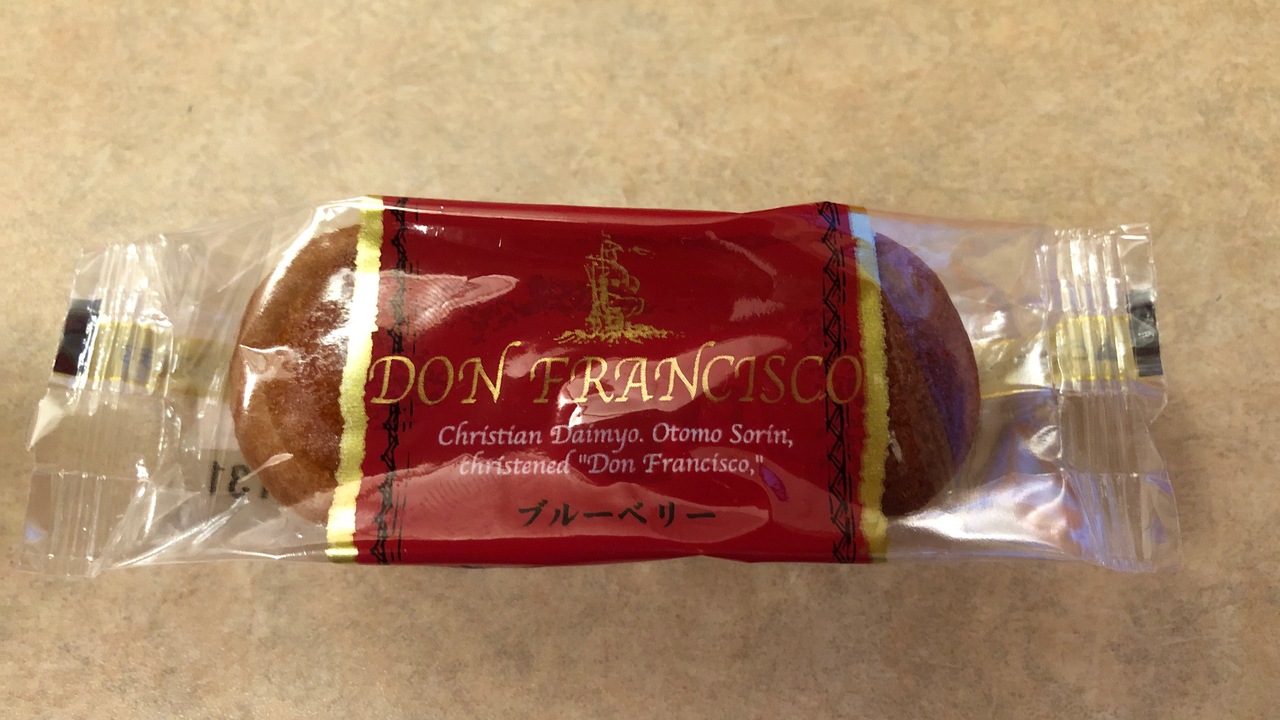 DON FRANCISCO
Christian Daimyo. Otomo Sorin,
christened "Don Francisco,"
ブルーベリー